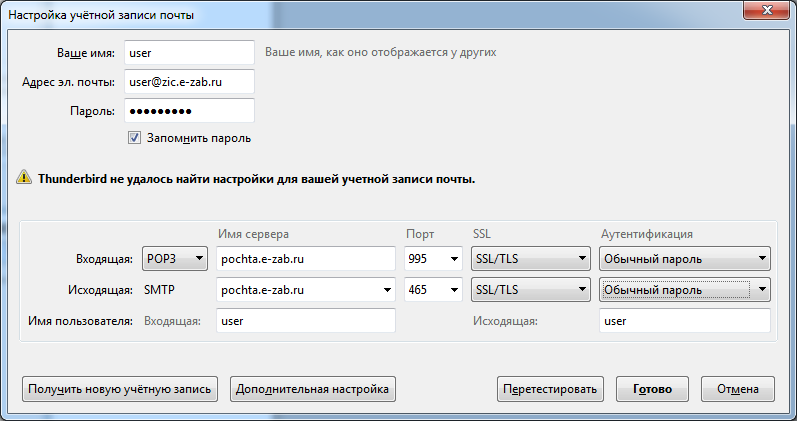 Настройка учётной записи почты
Ваше имя: user Ваше имя, как оно отображается у других
Адрес эл. почты: user@zic.e-zab.ru
Пароль: •••••••••
Запомнить пароль
Thunderbird не удалось найти настройки для вашей учетной записи почты.
Имя сервера Порт SSL Аутентификация
Входящая: POP3 pochta.e-zab.ru 995 SSL/TLS Обычный пароль
Исходящая: SMTP pochta.e-zab.ru 465 SSL/TLS Обычный пароль
Имя пользователя: Входящая: user Исходящая: user
Получить новую учётную запись Дополнительная настройка Перетестировать Готово Отмена